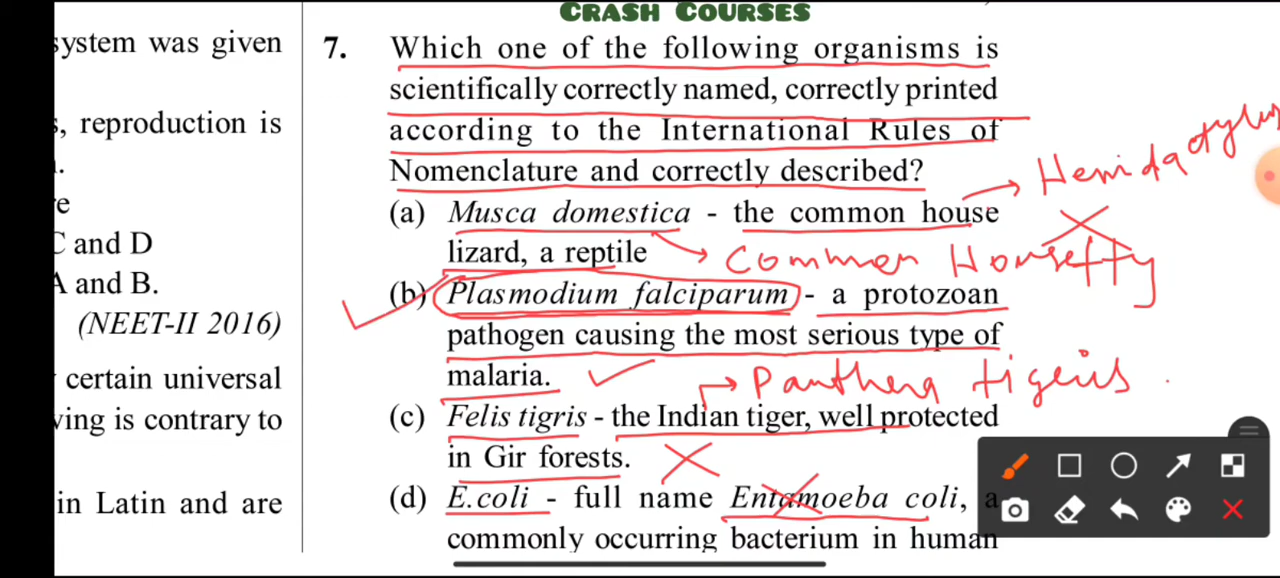 CRASH COURSES
system was given
s, reproduction is
.
re
C and D
A and B.
(NEET-II 2016)
certain universal
ving is contrary to
in Latin and are
7. Which one of the following organisms is
scientifically correctly named, correctly printed
according to the International Rules of
Nomenclature and correctly described?
Hemidactylus
(a) Musca domestica - the common house
lizard, a reptile
Common Housefly
(b) Plasmodium falciparum - a protozoan
pathogen causing the most serious type of
malaria.
Panthera tigeris.
(c) Felis tigris - the Indian tiger, well protected
in Gir forests.
(d) E.coli - full name Entamoeba coli, a
commonly occurring bacterium in human